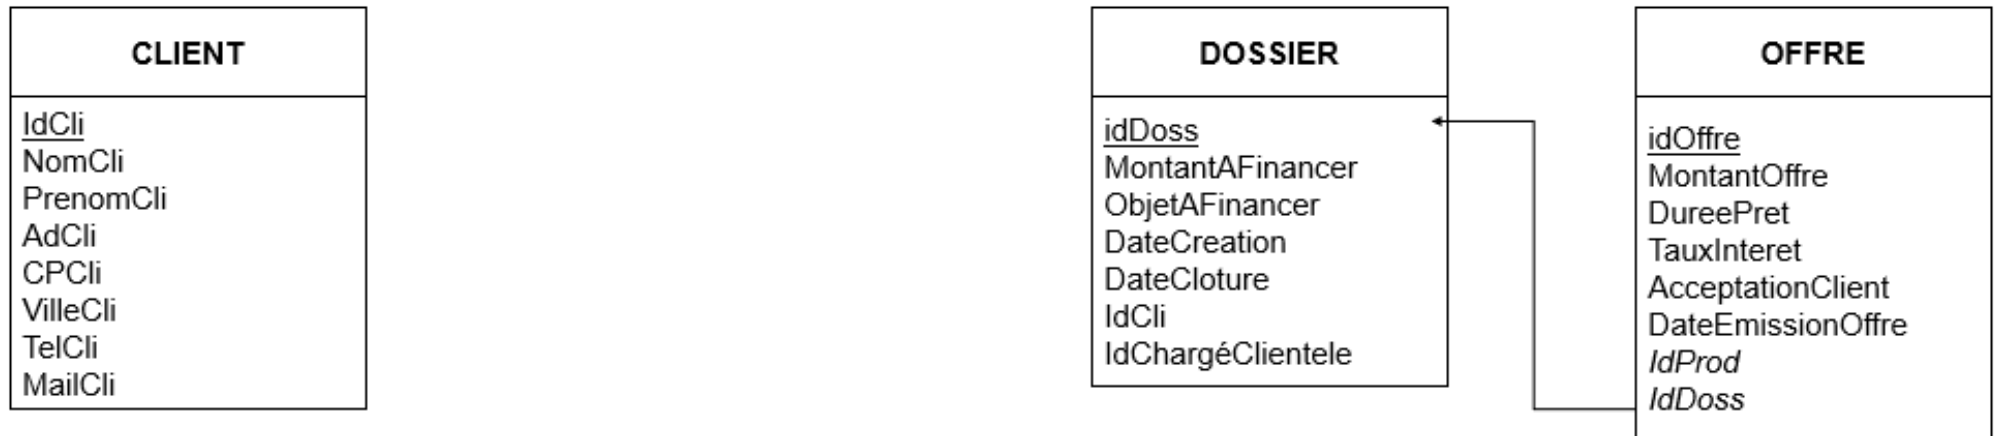 CLIENT
IdCli
NomCli
PrenomCli
AdCli
CPCli
VilleCli
TelCli
MailCli
DOSSIER
idDoss
MontantAFinancer
ObjetAFinancer
DateCreation
DateCloture
IdCli
IdChargéClientele
OFFRE
idOffre
MontantOffre
DureePret
TauxInteret
AcceptationClient
DateEmissionOffre
IdProd
IdDoss